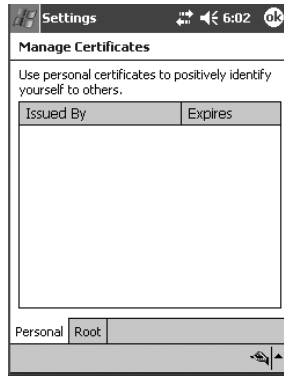 Settings 6:02 ok
Manage Certificates
Use personal certificates to positively identify
yourself to others.
Issued By Expires
Personal Root